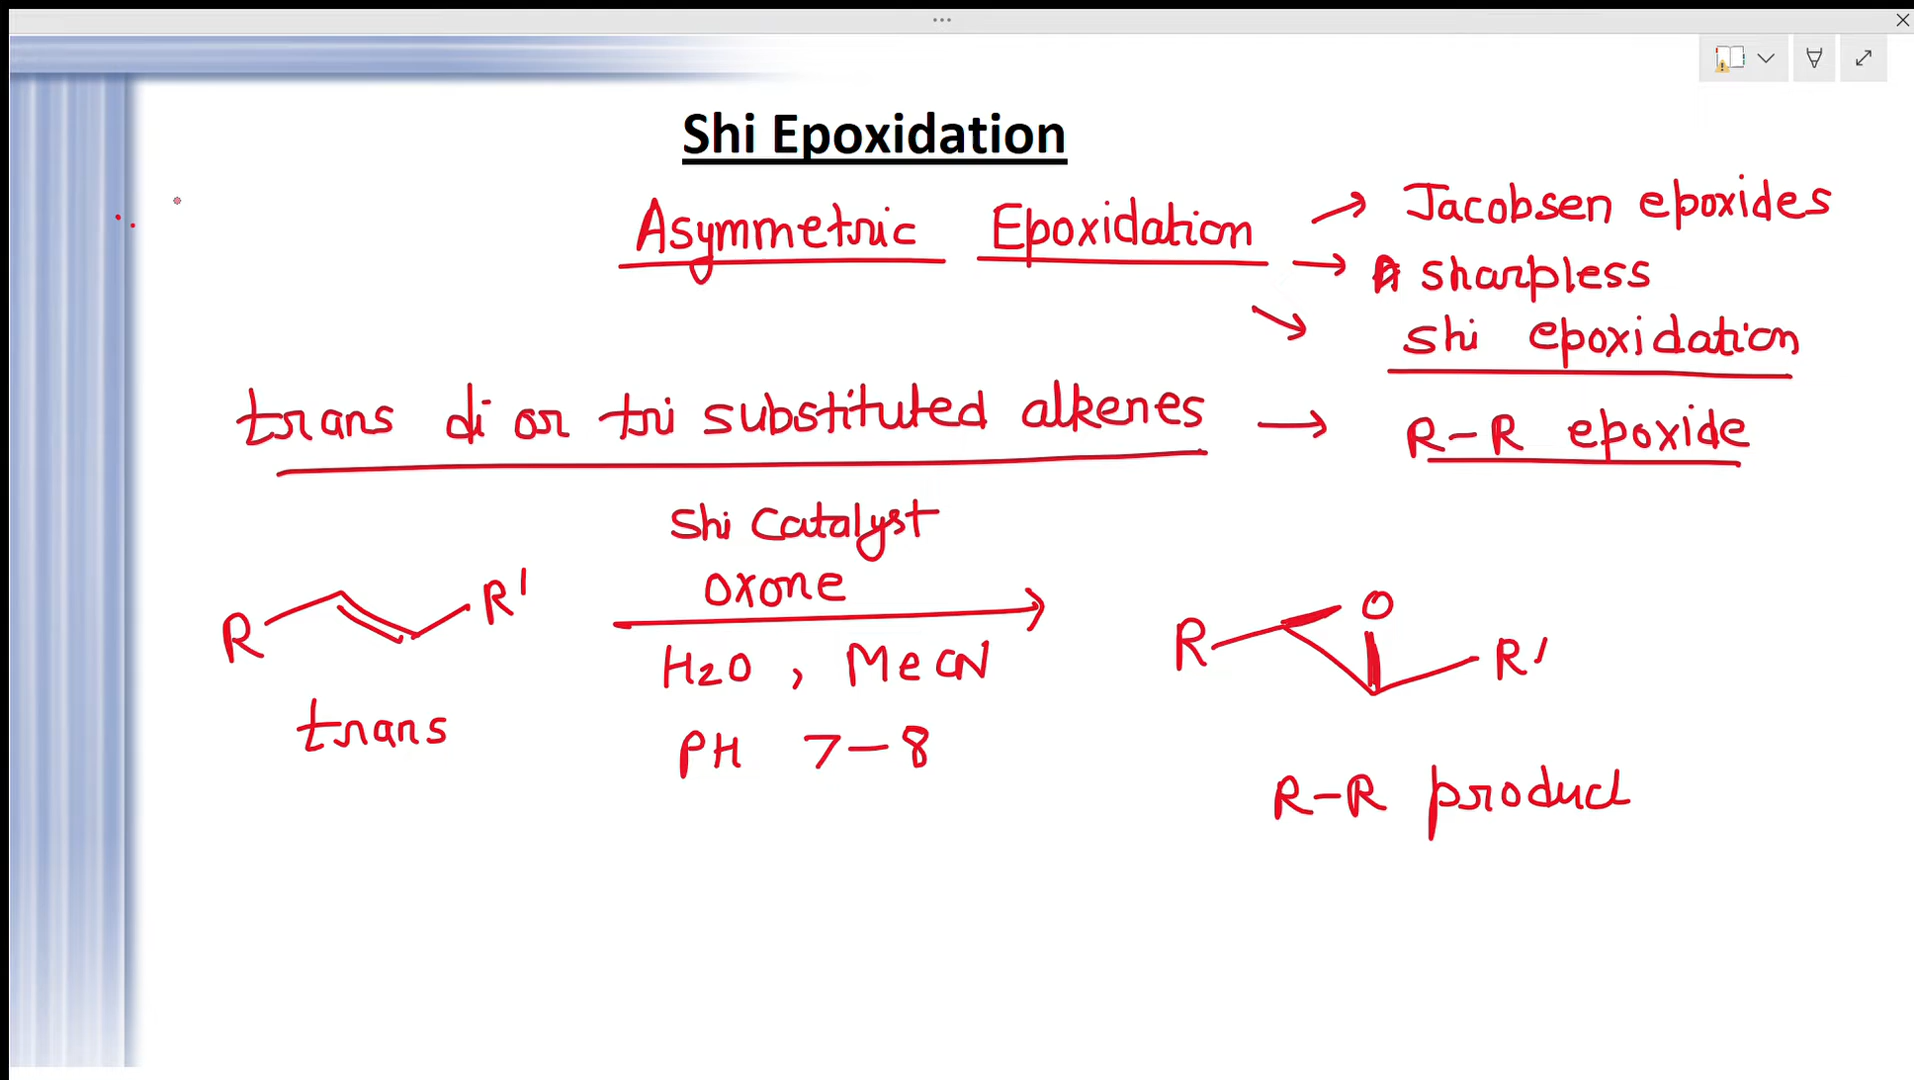 Shi Epoxidation
Asymmetric Epoxidation → Jacobsen epoxides
→ sharpless
→ shi epoxidation
trans di or tri substituted alkenes → R-R epoxide
Shi Catalyst
oxone
R R'
H2O , MeCN
trans
PH 7-8
R O R'
R-R product